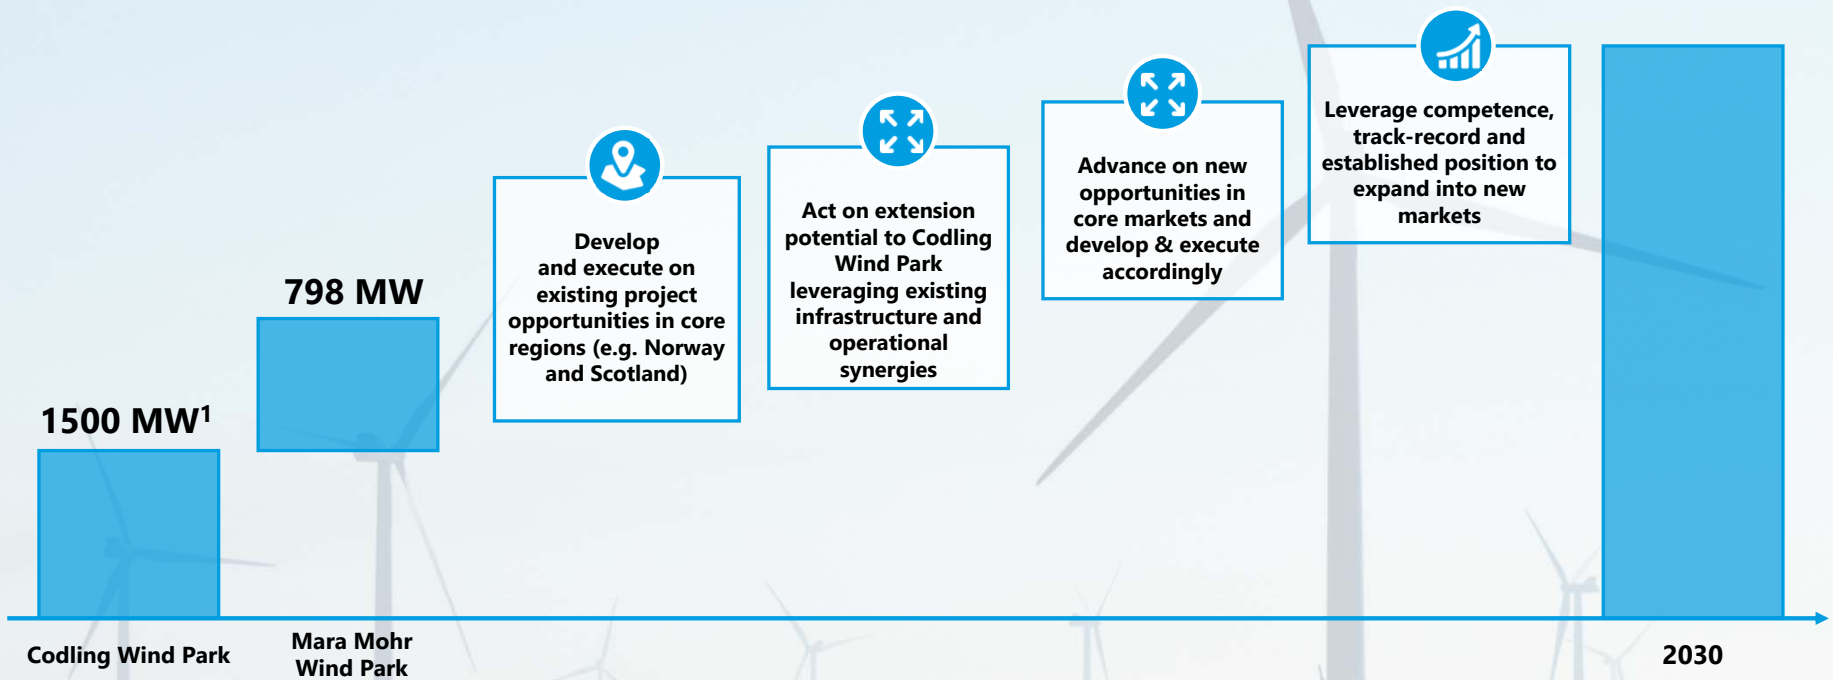 1500 MW¹
798 MW
Develop
and execute on
existing project
opportunities in core
regions (e.g. Norway
and Scotland)
Act on extension
potential to Codling
Wind Park
leveraging existing
infrastructure and
operational
synergies
Advance on new
opportunities in
core markets and
develop & execute
accordingly
Leverage competence,
track-record and
established position to
expand into new
markets
Codling Wind Park
Mara Mohr
Wind Park
2030